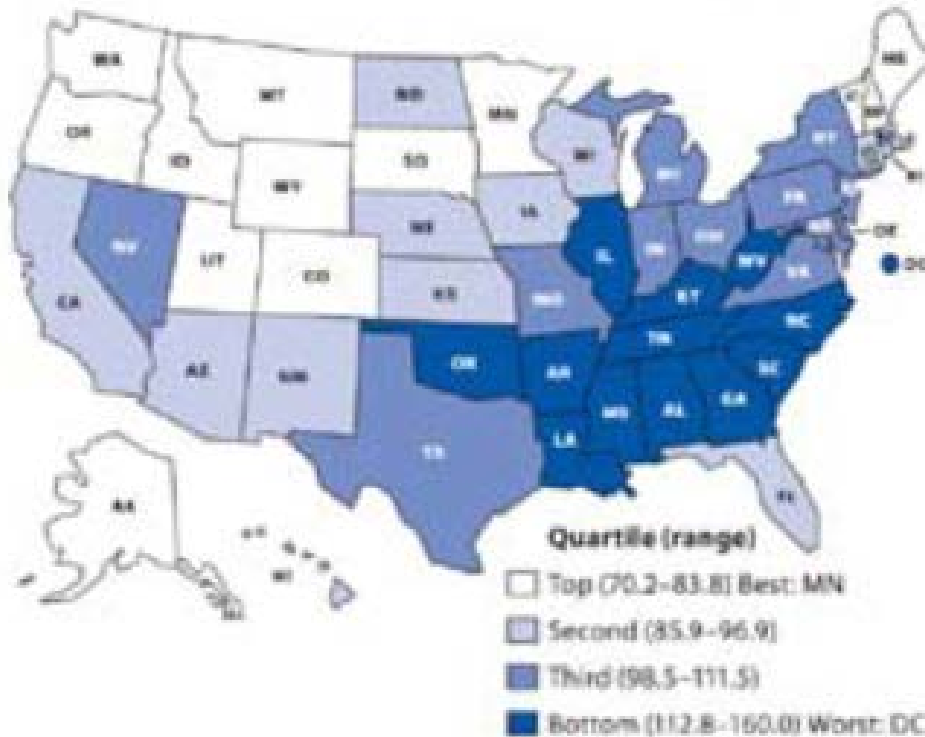 WA
MT
ND
MN
OR
ID
SD
WI
WY
MI
NY
IA
NE
PA
NV
UT
CO
IL
IN
OH
DE
CA
KS
MO
WV
VA
DC
KY
NC
TN
AZ
NM
OK
AR
SC
MS
AL
GA
TX
LA
FL
Quartile (range)
Top (70.2–83.8) Best: MN
Second (85.9–96.9)
Third (98.5–111.5)
Bottom (112.8–160.0) Worst: DC